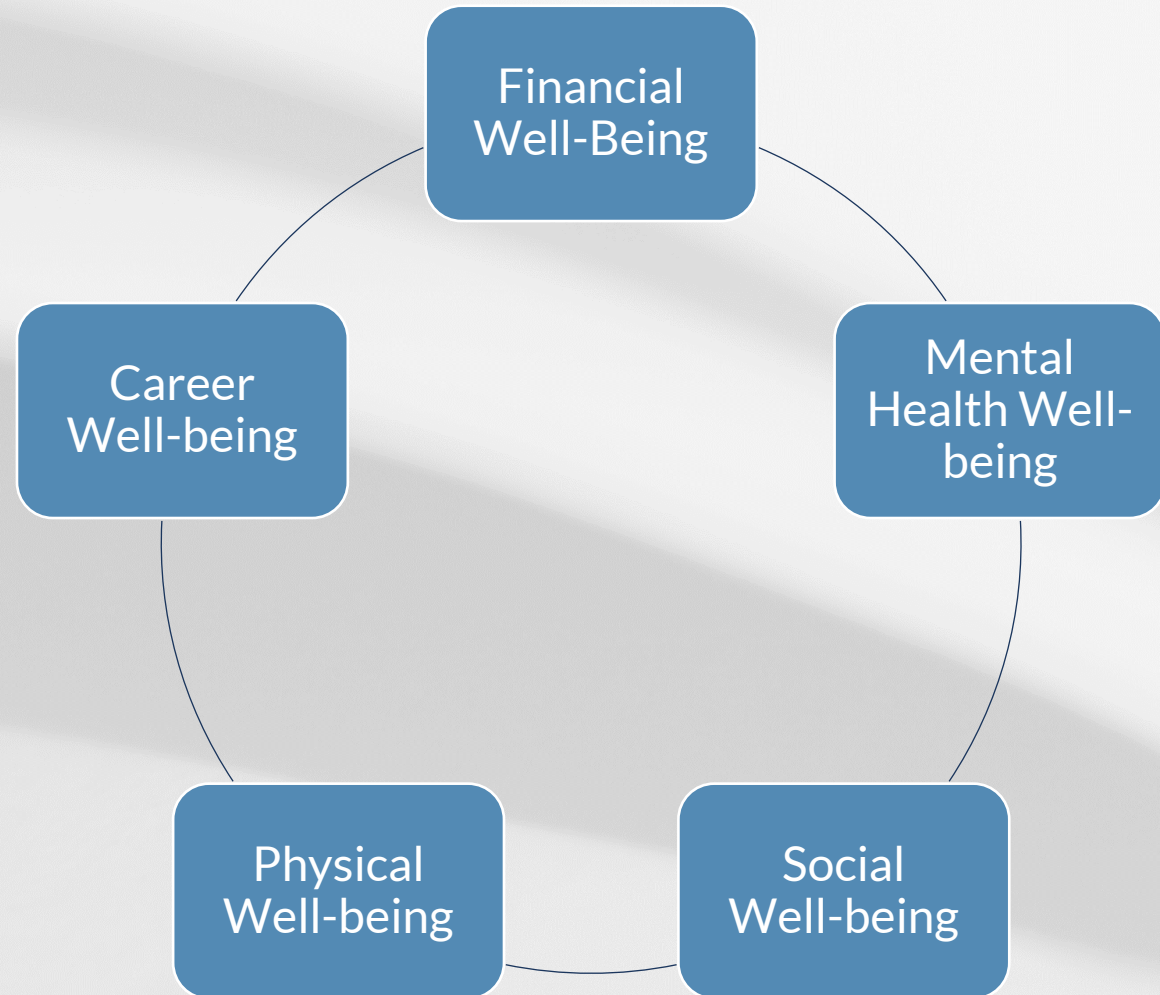 Financial
Well-Being
Mental
Health Well-
being
Career
Well-being
Physical
Well-being
Social
Well-being